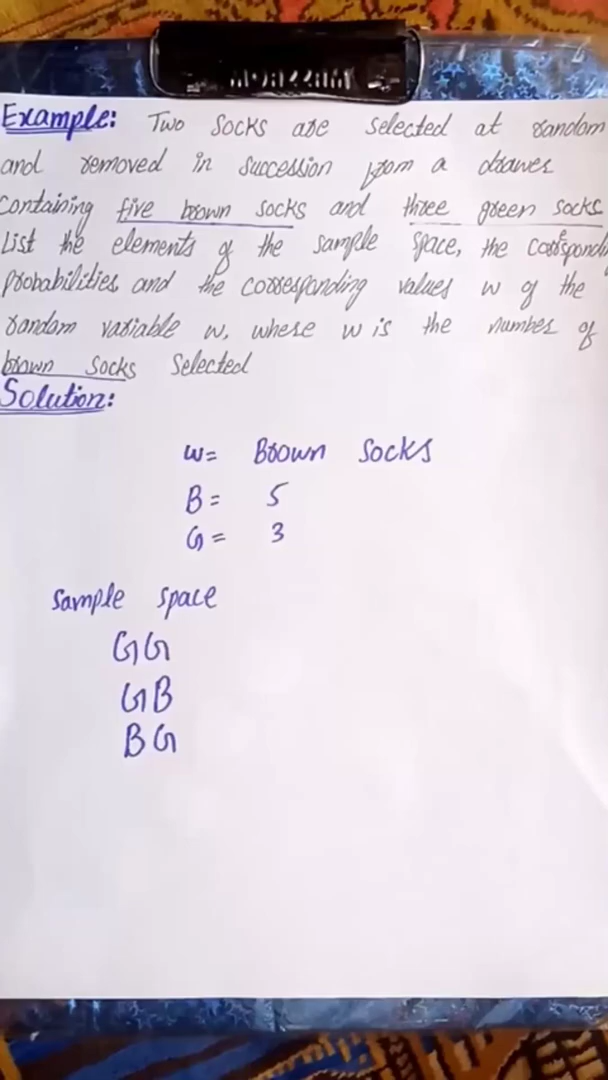 Example: Two Socks are selected at random
and removed in succession from a drawer
containing five brown socks and three green socks.
List the elements of the sample space, the correspondi
probabilities, and the corresponding values w of the
random variable w, where w is the number of
brown socks selected
Solution:
w= Brown Socks
B= 5
G= 3
Sample space
GG
GB
BG